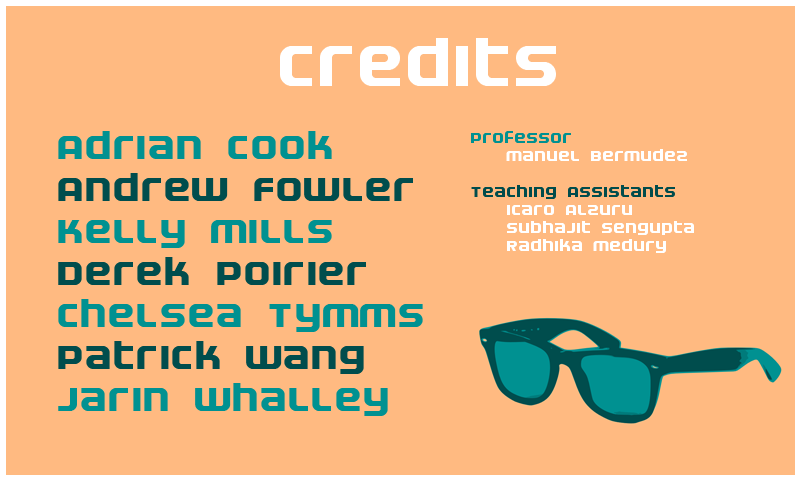 credits
Adrian Cook
Andrew Fowler
Kelly Mills
Derek Poirier
Chelsea Tymms
Patrick Wang
Jarin Whalley
Professor
Manuel Bermudez
Teaching Assistants
Icaro Alzuru
Subhajit Sengupta
Radhika Medury